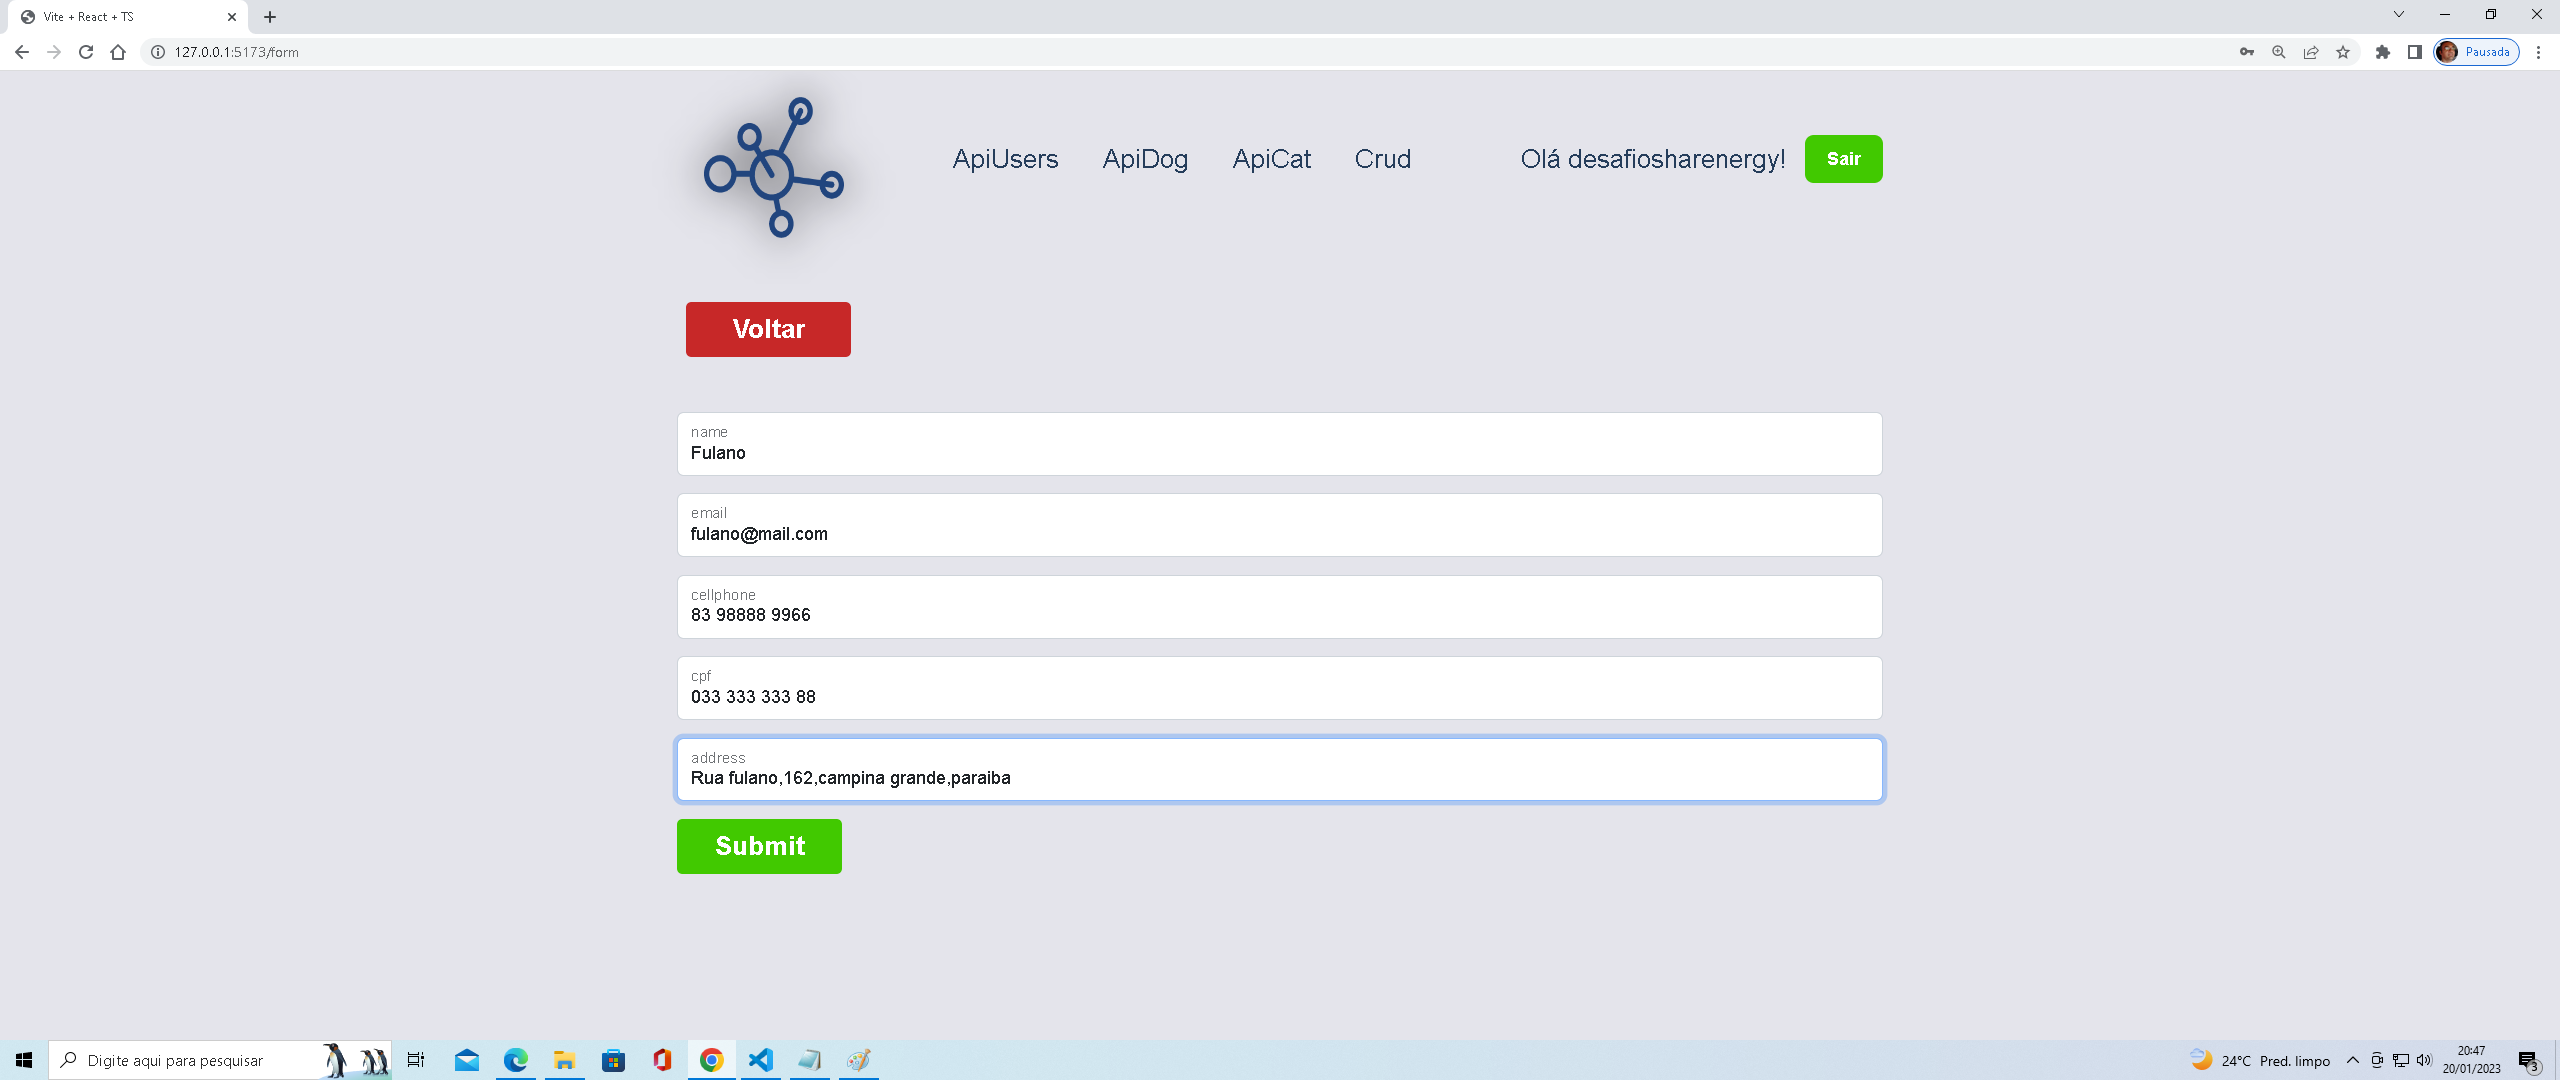 Vite + React + TS
127.0.0.1:5173/form
Pausada
ApiUsers ApiDog ApiCat Crud Olá desafiosharenergy! Sair
Voltar
name
Fulano
email
fulano@mail.com
cellphone
83 98888 9966
cpf
033 333 333 88
address
Rua fulano,162,campina grande,paraiba
Submit
Digite aqui para pesquisar
24°C Pred. limpo
20:47
20/01/2023
3